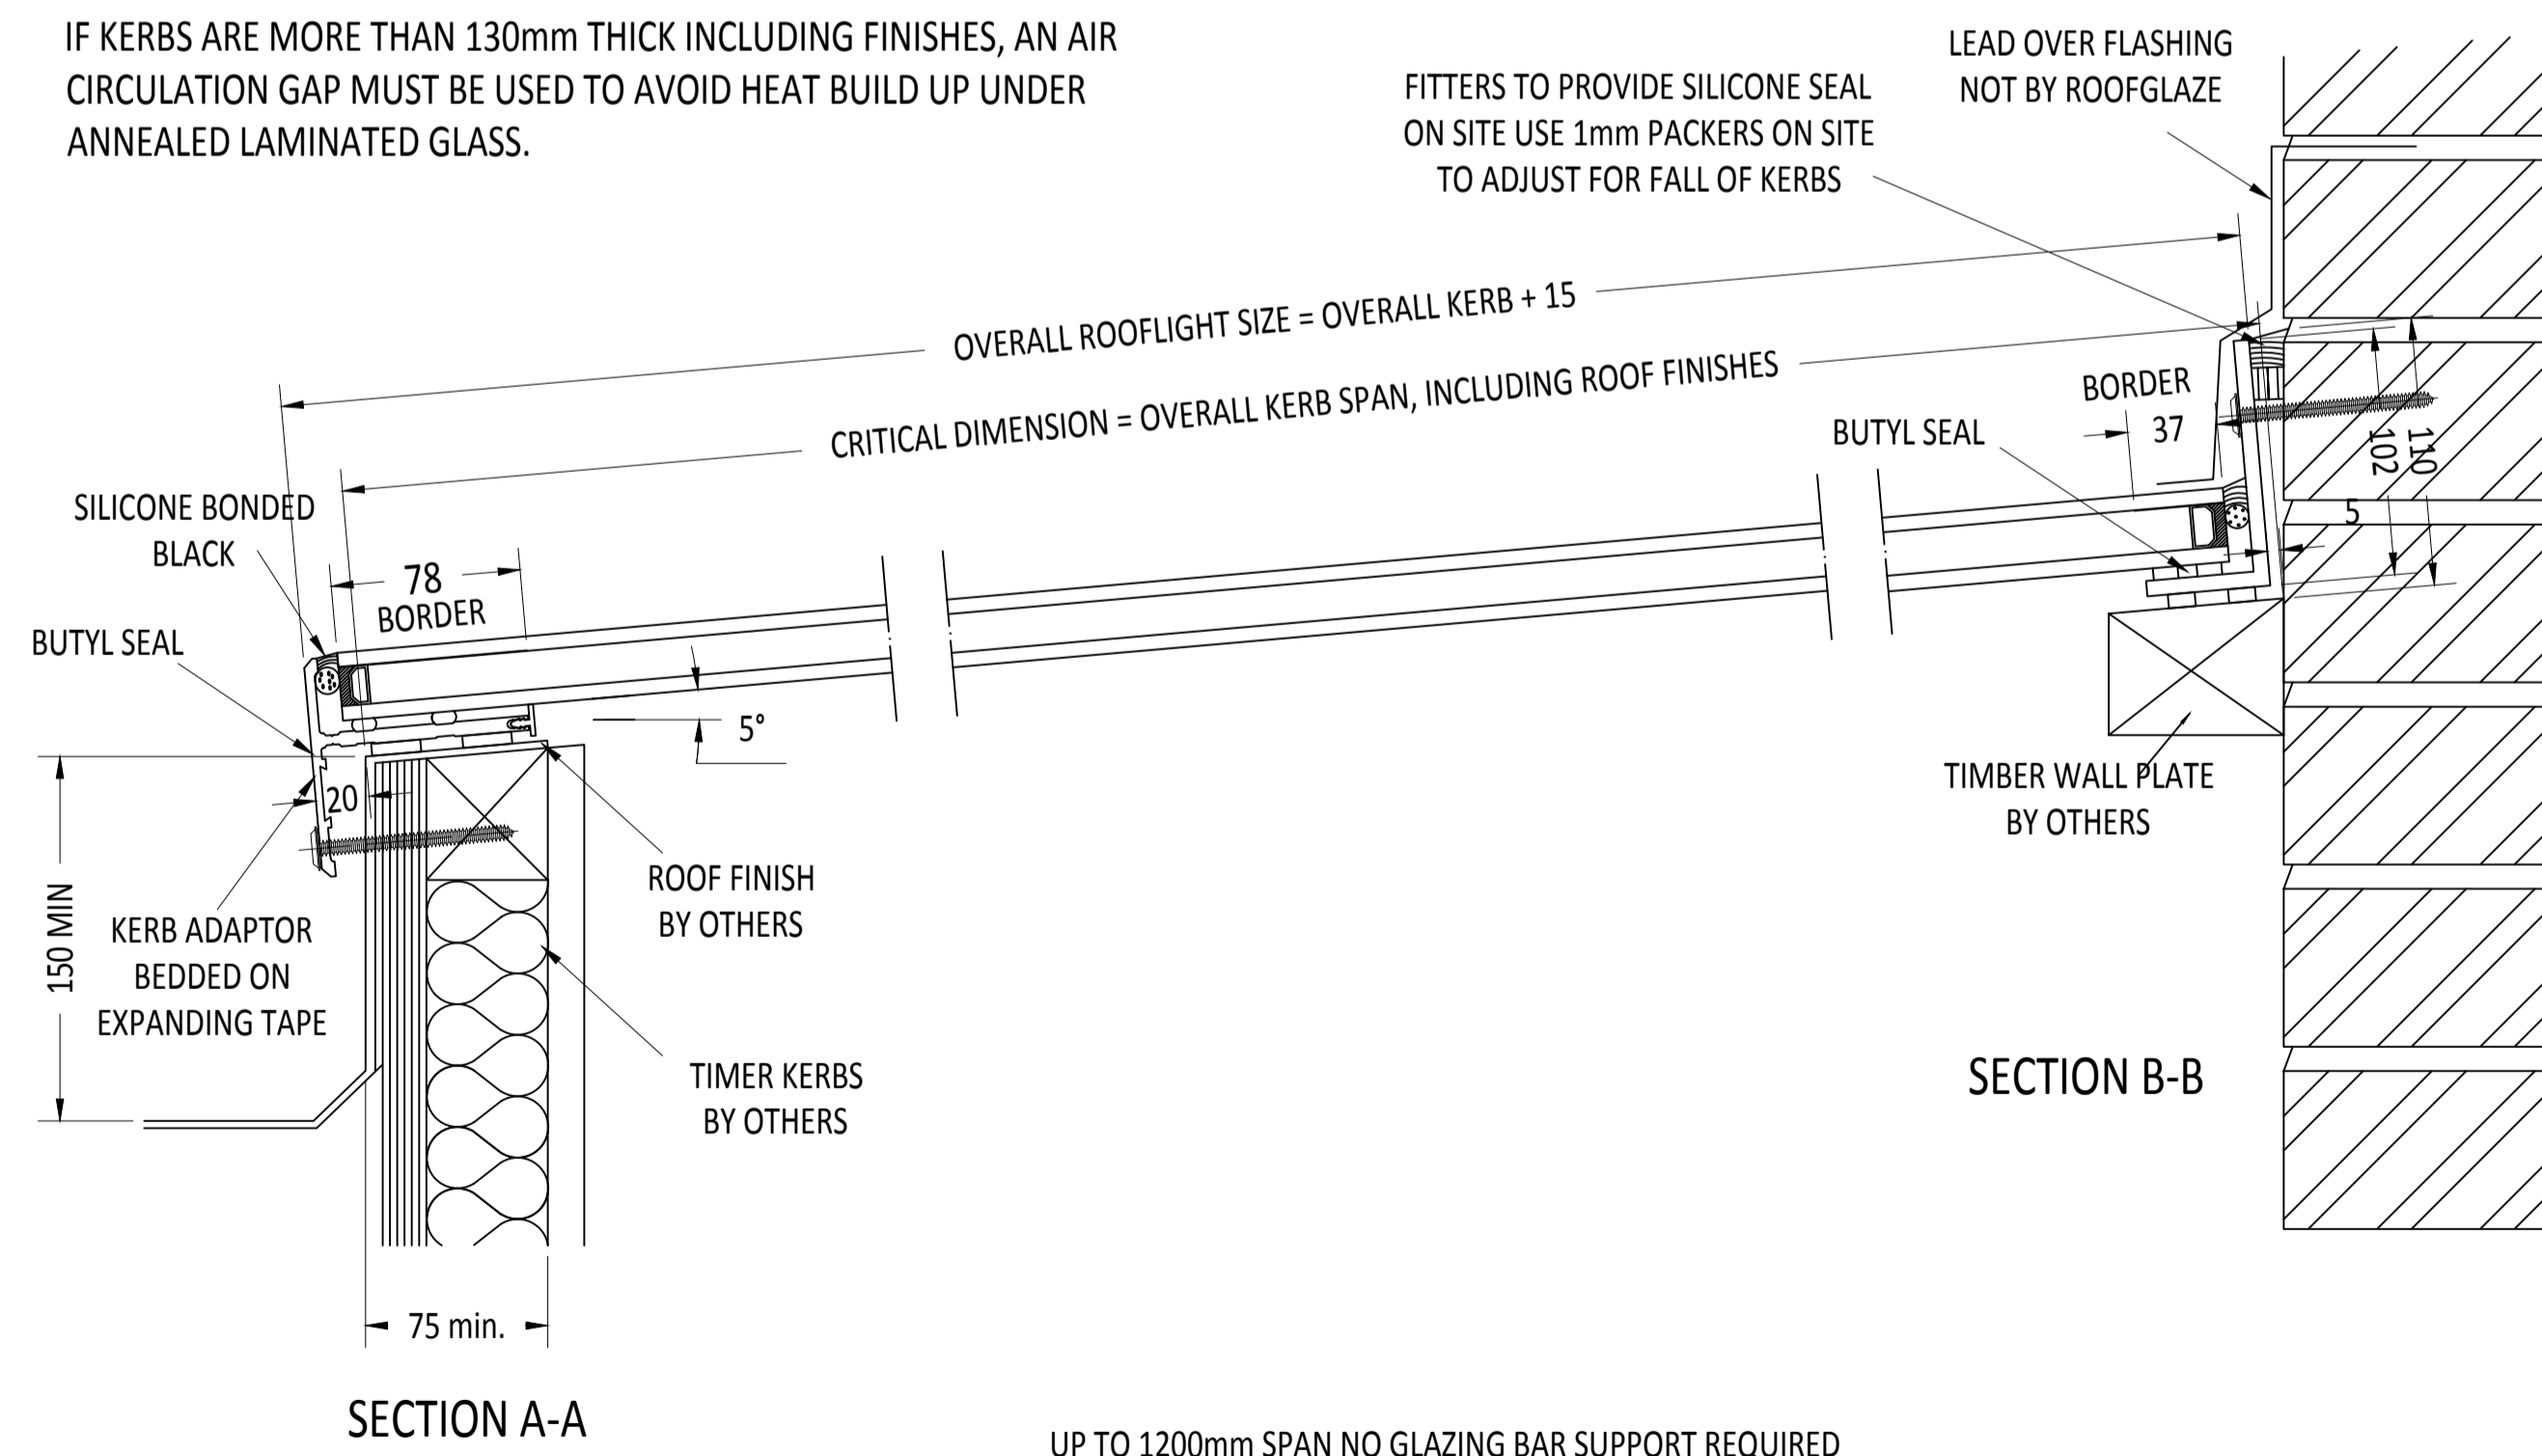 IF KERBS ARE MORE THAN 130mm THICK INCLUDING FINISHES, AN AIR
CIRCULATION GAP MUST BE USED TO AVOID HEAT BUILD UP UNDER
ANNEALED LAMINATED GLASS.
LEAD OVER FLASHING
NOT BY ROOFGLAZE
FITTERS TO PROVIDE SILICONE SEAL
ON SITE USE 1mm PACKERS ON SITE
TO ADJUST FOR FALL OF KERBS
OVERALL ROOFLIGHT SIZE = OVERALL KERB + 15
CRITICAL DIMENSION = OVERALL KERB SPAN, INCLUDING ROOF FINISHES
BORDER
37
BUTYL SEAL
102
110
5
SILICONE BONDED
BLACK
78
BORDER
BUTYL SEAL
5°
20
150 MIN
KERB ADAPTOR
BEDDED ON
EXPANDING TAPE
ROOF FINISH
BY OTHERS
TIMBER WALL PLATE
BY OTHERS
TIMER KERBS
BY OTHERS
SECTION B-B
75 min.
SECTION A-A
UP TO 1200mm SPAN NO GLAZING BAR SUPPORT REQUIRED